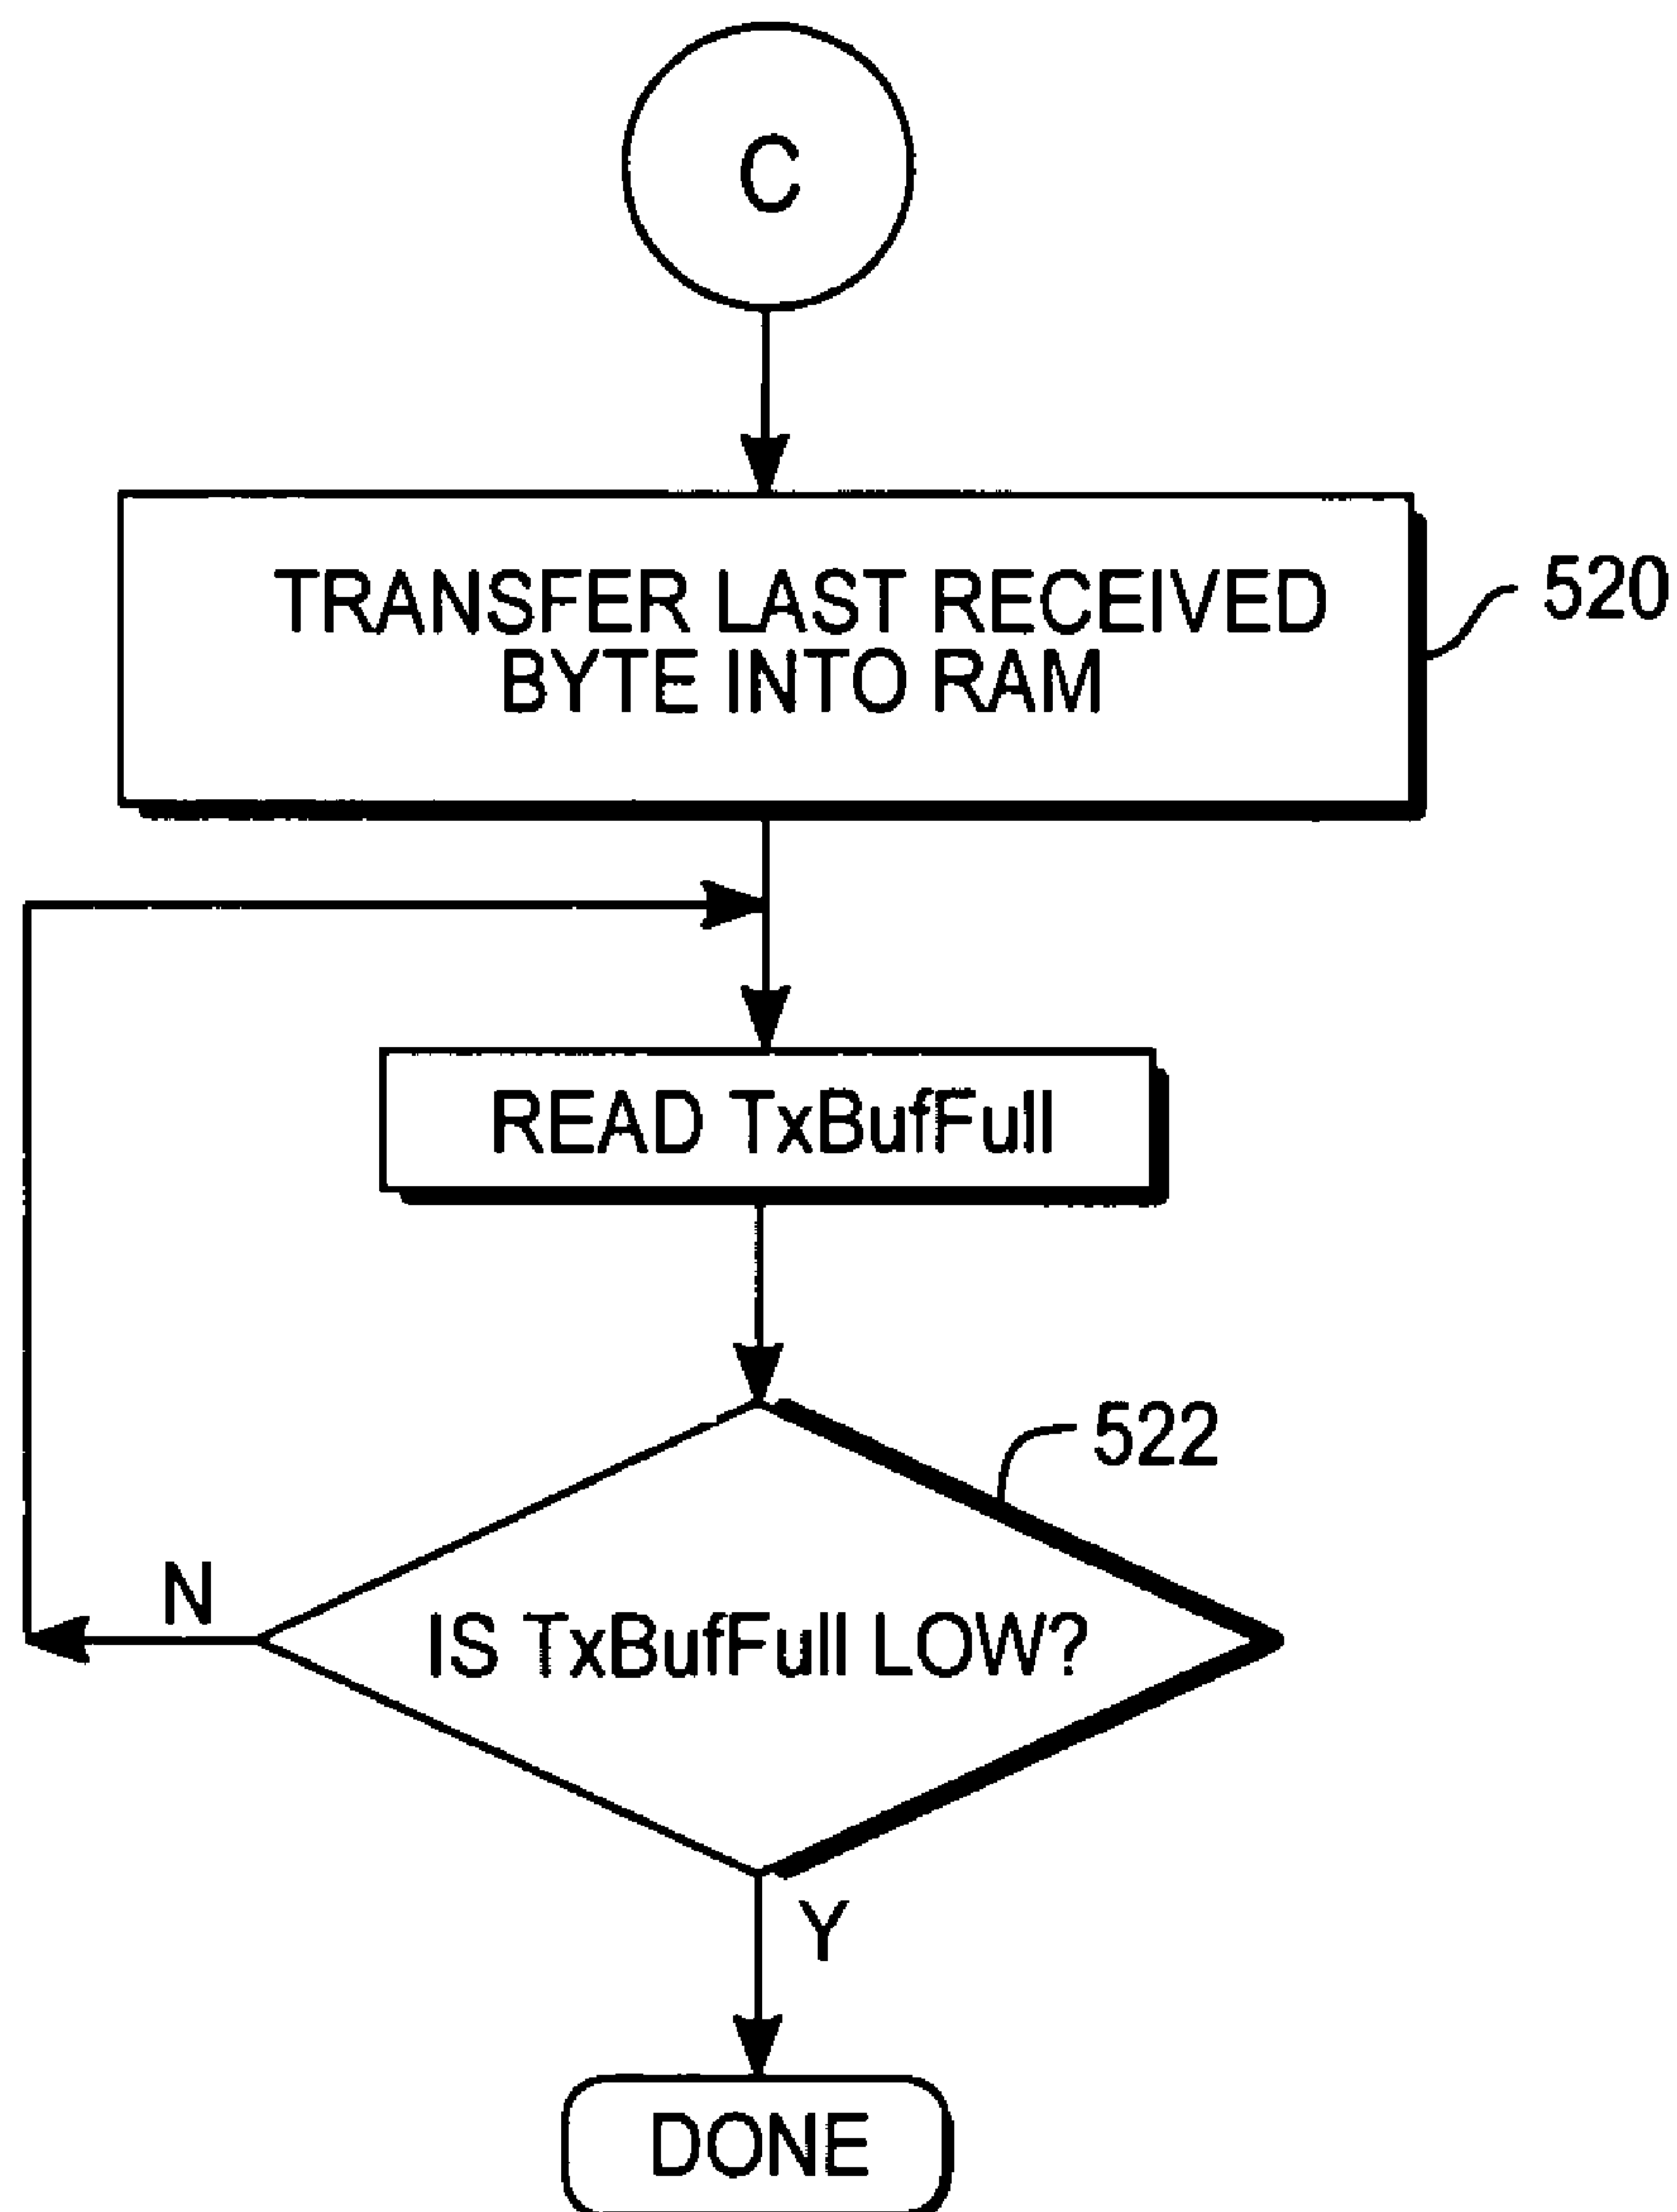 C
TRANSFER LAST RECEIVED
BYTE INTO RAM
520
READ TxBufFull
522
N
IS TxBufFull LOW?
Y
DONE